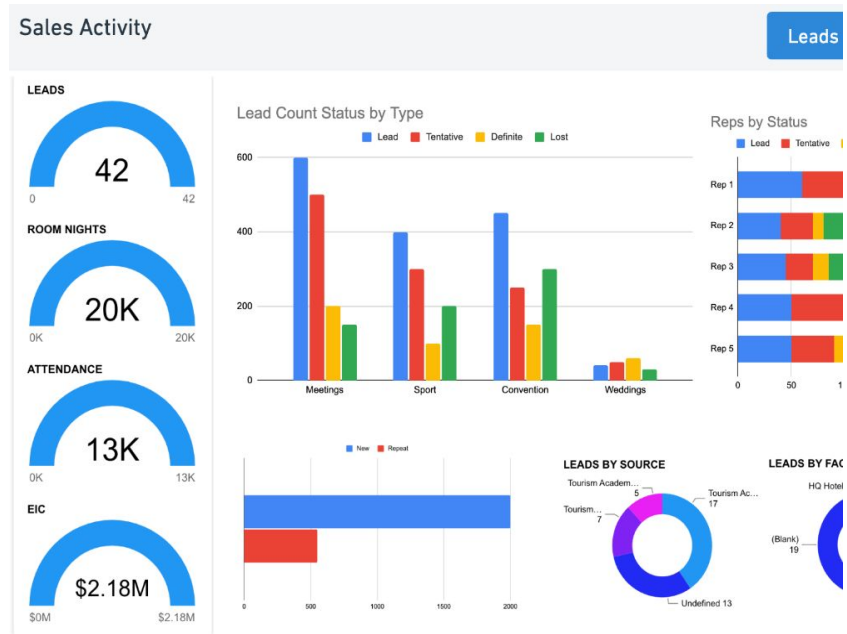 Sales Activity
Leads
LEADS
42
0 42
ROOM NIGHTS
20K
0K 20K
ATTENDANCE
13K
0K 13K
EIC
$2.18M
$0M $2.18M
Lead Count Status by Type
Lead Tentative Definite Lost
600
400
200
0
Meetings Sport Convention Weddings
Reps by Status
Lead Tentative
Rep 1
Rep 2
Rep 3
Rep 4
Rep 5
0 50 1
New Repeat
0 500 1000 1500 2000
LEADS BY SOURCE
Tourism Academ...
5
Tourism Ac...
17
Tourism...
7
Undefined 13
LEADS BY FAC
HQ Hotel
(Blank)
19